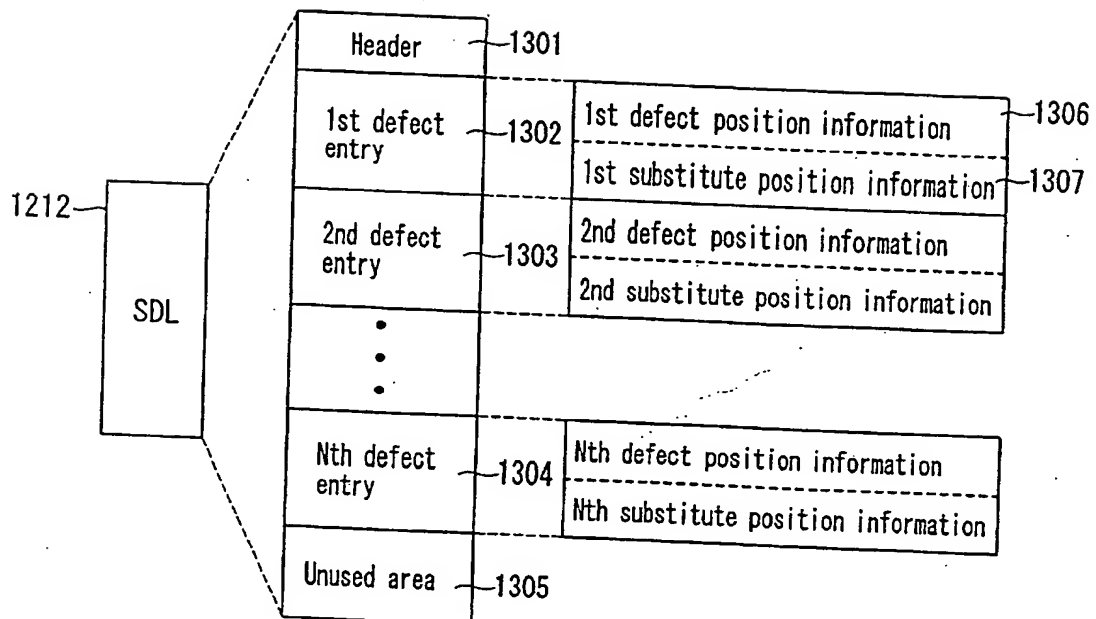 Header
1301
1st defect
entry
1302
1st defect position information
1306
1st substitute position information
1307
1212
SDL
2nd defect
entry
1303
2nd defect position information
2nd substitute position information
Nth defect
entry
1304
Nth defect position information
Nth substitute position information
Unused area
1305